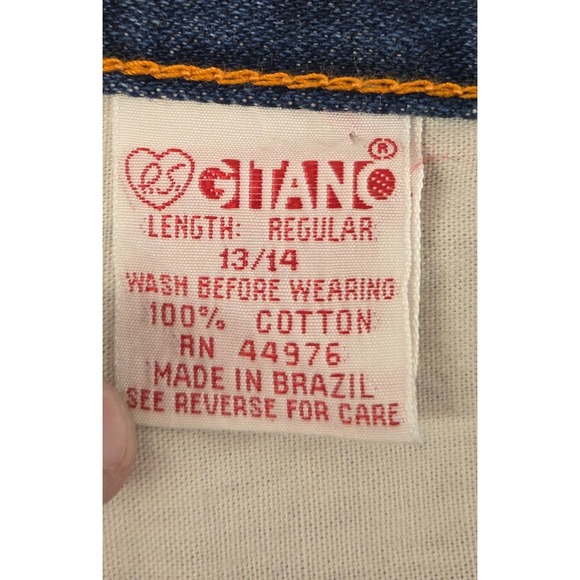 P.S. GITANO®
LENGTH: REGULAR
13/14
WASH BEFORE WEARING
100% COTTON
RN 44976
MADE IN BRAZIL
SEE REVERSE FOR CARE